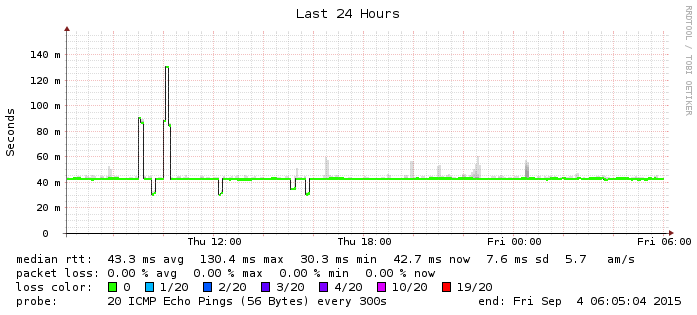 Last 24 Hours
RRDTOOL / TOBI OETIKER
Seconds
140 m
120 m
100 m
80 m
60 m
40 m
20 m
0
Thu 12:00 Thu 18:00 Fri 00:00 Fri 06:00
median rtt: 43.3 ms avg 130.4 ms max 30.3 ms min 42.7 ms now 7.6 ms sd 5.7 am/s
packet loss: 0.00 % avg 0.00 % max 0.00 % min 0.00 % now
loss color: 0 1/20 2/20 3/20 4/20 10/20 19/20
probe: 20 ICMP Echo Pings (56 Bytes) every 300s end: Fri Sep 4 06:05:04 2015